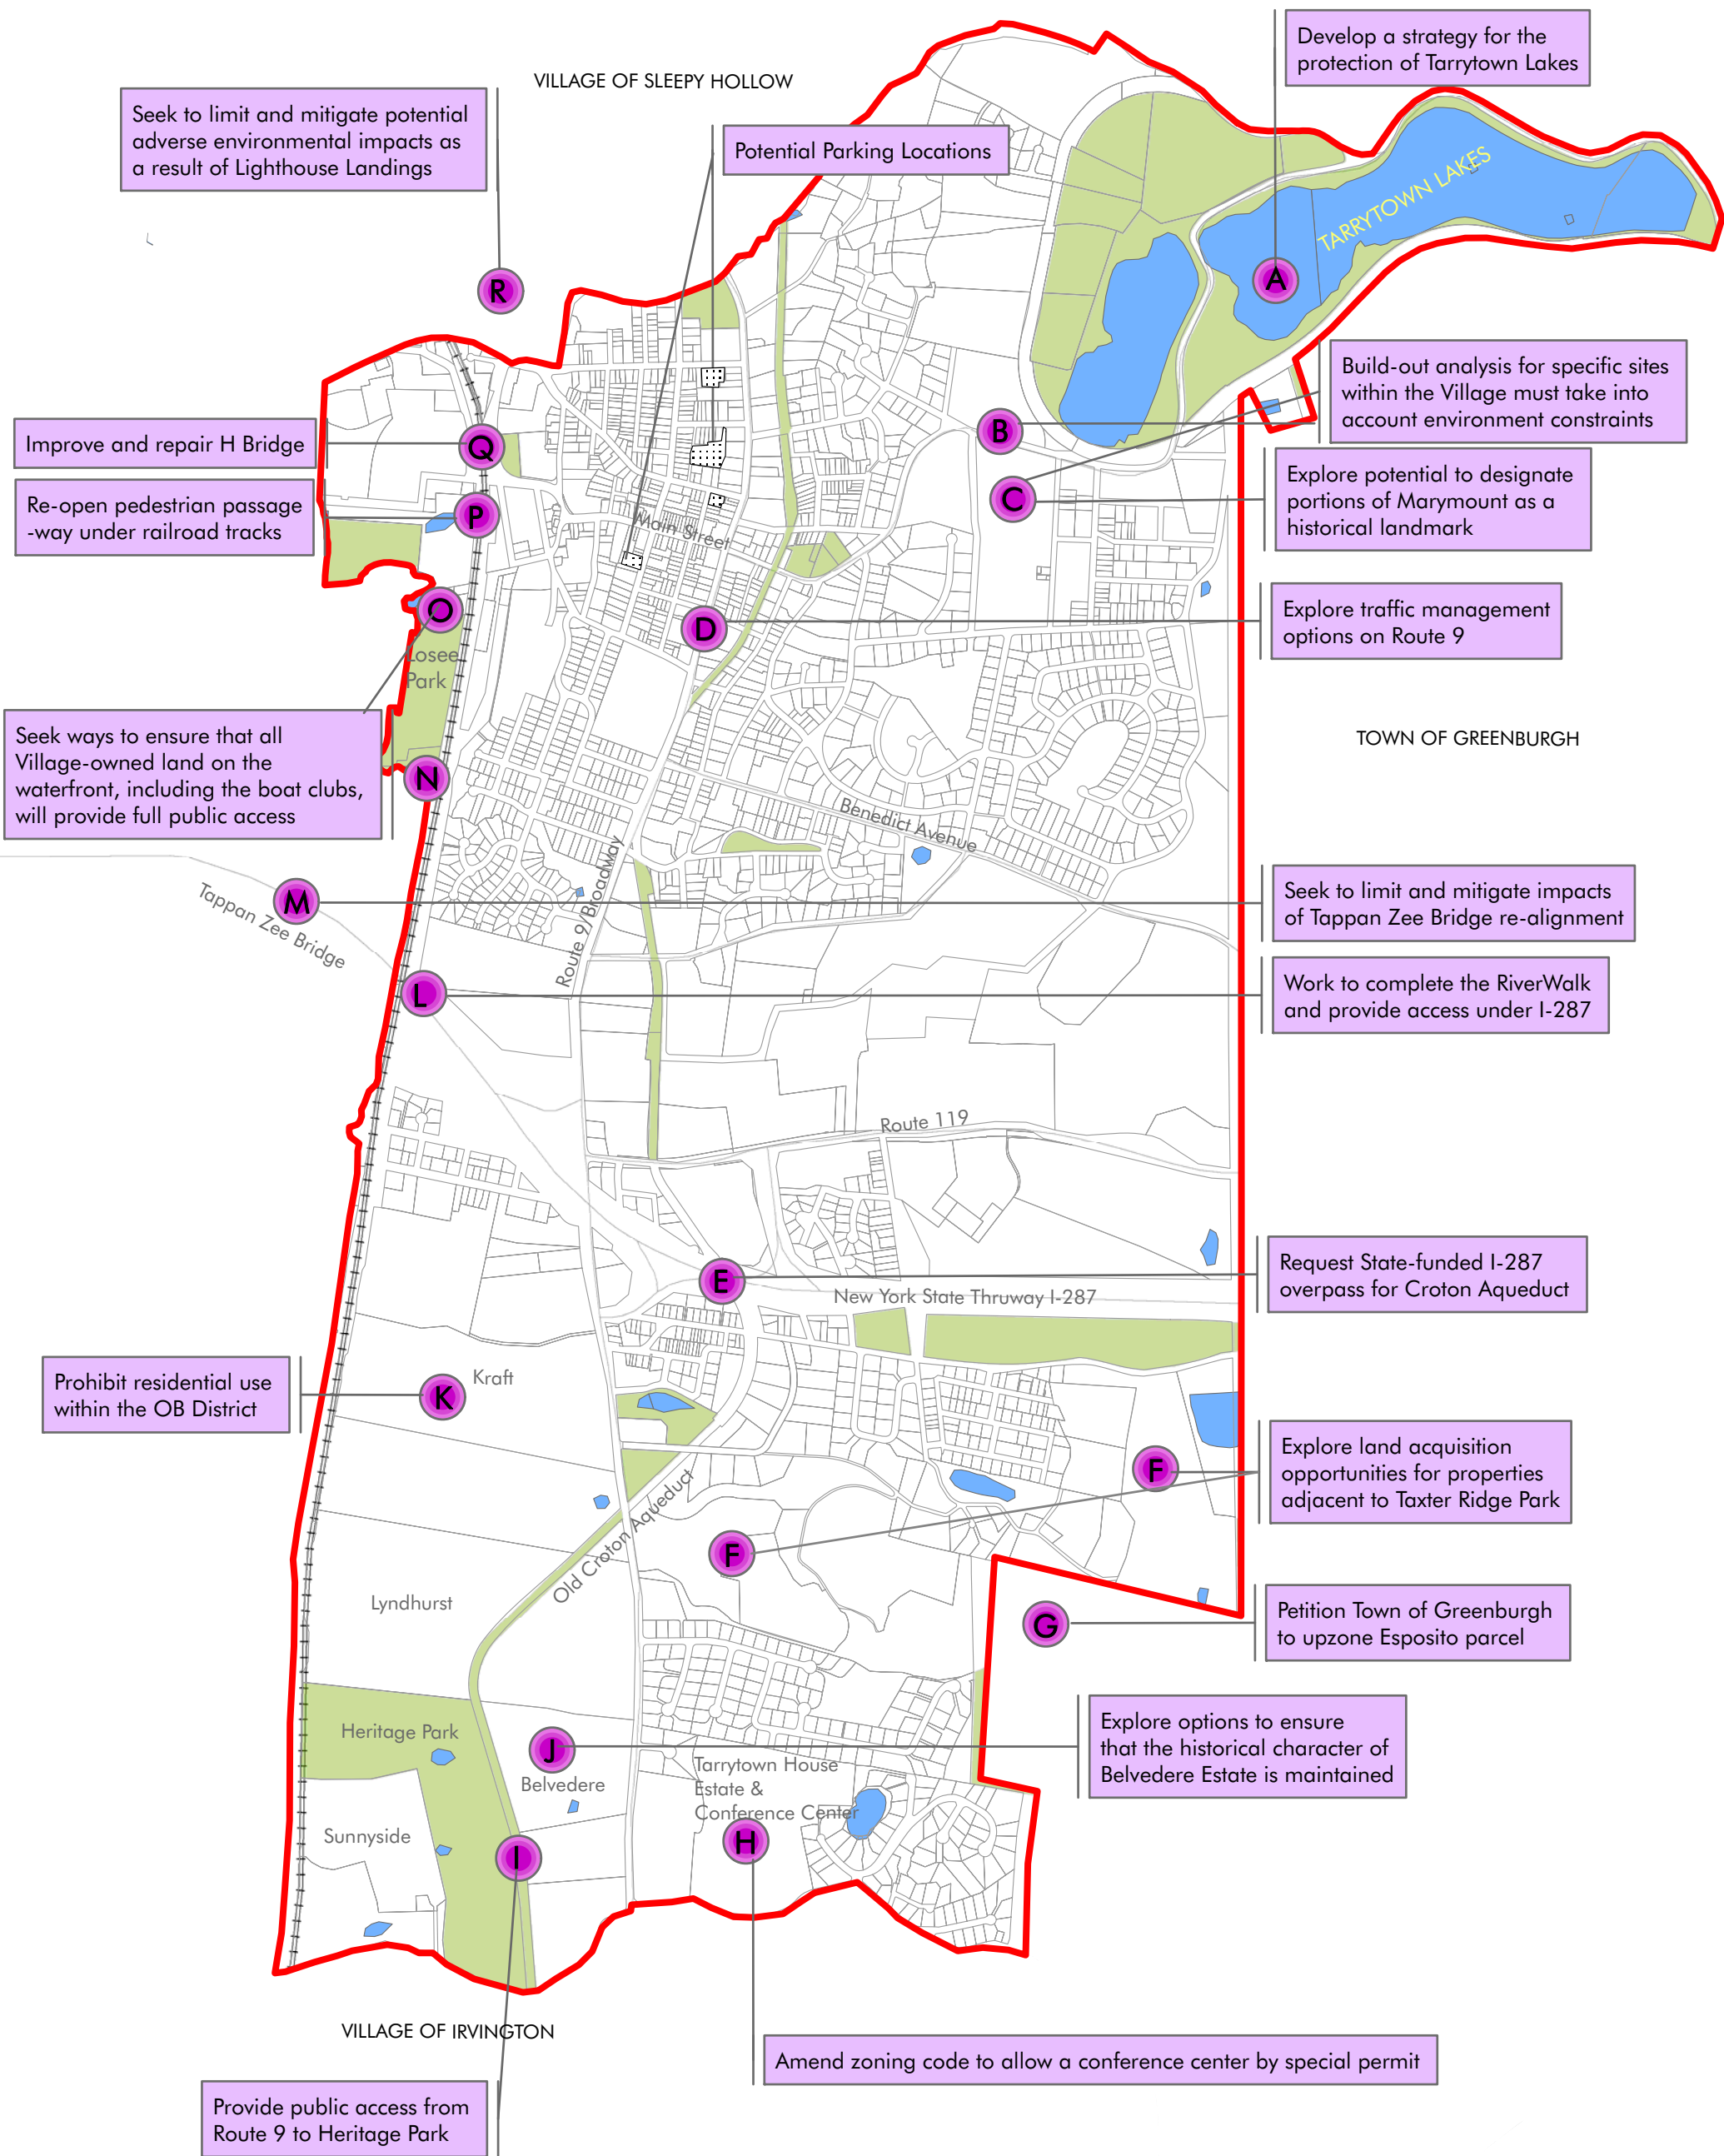 Develop a strategy for the
protection of Tarrytown Lakes
VILLAGE OF SLEEPY HOLLOW
Seek to limit and mitigate potential
adverse environmental impacts as
a result of Lighthouse Landings
Potential Parking Locations
TARRYTOWN LAKES
A
R
Build-out analysis for specific sites
within the Village must take into
account environment constraints
Improve and repair H Bridge
Q
B
Re-open pedestrian passage
-way under railroad tracks
P
C
Explore potential to designate
portions of Marymount as a
historical landmark
Main Street
O
D
Explore traffic management
options on Route 9
Losee
Park
Seek ways to ensure that all
Village-owned land on the
waterfront, including the boat clubs,
will provide full public access
N
TOWN OF GREENBURGH
Benedict Avenue
Route 9/Broadway
M
Tappan Zee Bridge
Seek to limit and mitigate impacts
of Tappan Zee Bridge re-alignment
L
Work to complete the RiverWalk
and provide access under I-287
Route 119
E
Request State-funded I-287
overpass for Croton Aqueduct
New York State Thruway I-287
Prohibit residential use
within the OB District
K
Kraft
F
Explore land acquisition
opportunities for properties
adjacent to Taxter Ridge Park
Old Croton Aqueduct
F
Lyndhurst
G
Petition Town of Greenburgh
to upzone Esposito parcel
Heritage Park
J
Belvedere
Explore options to ensure
that the historical character of
Belvedere Estate is maintained
Tarrytown House
Estate &
Conference Center
Sunnyside
H
I
VILLAGE OF IRVINGTON
Amend zoning code to allow a conference center by special permit
Provide public access from
Route 9 to Heritage Park